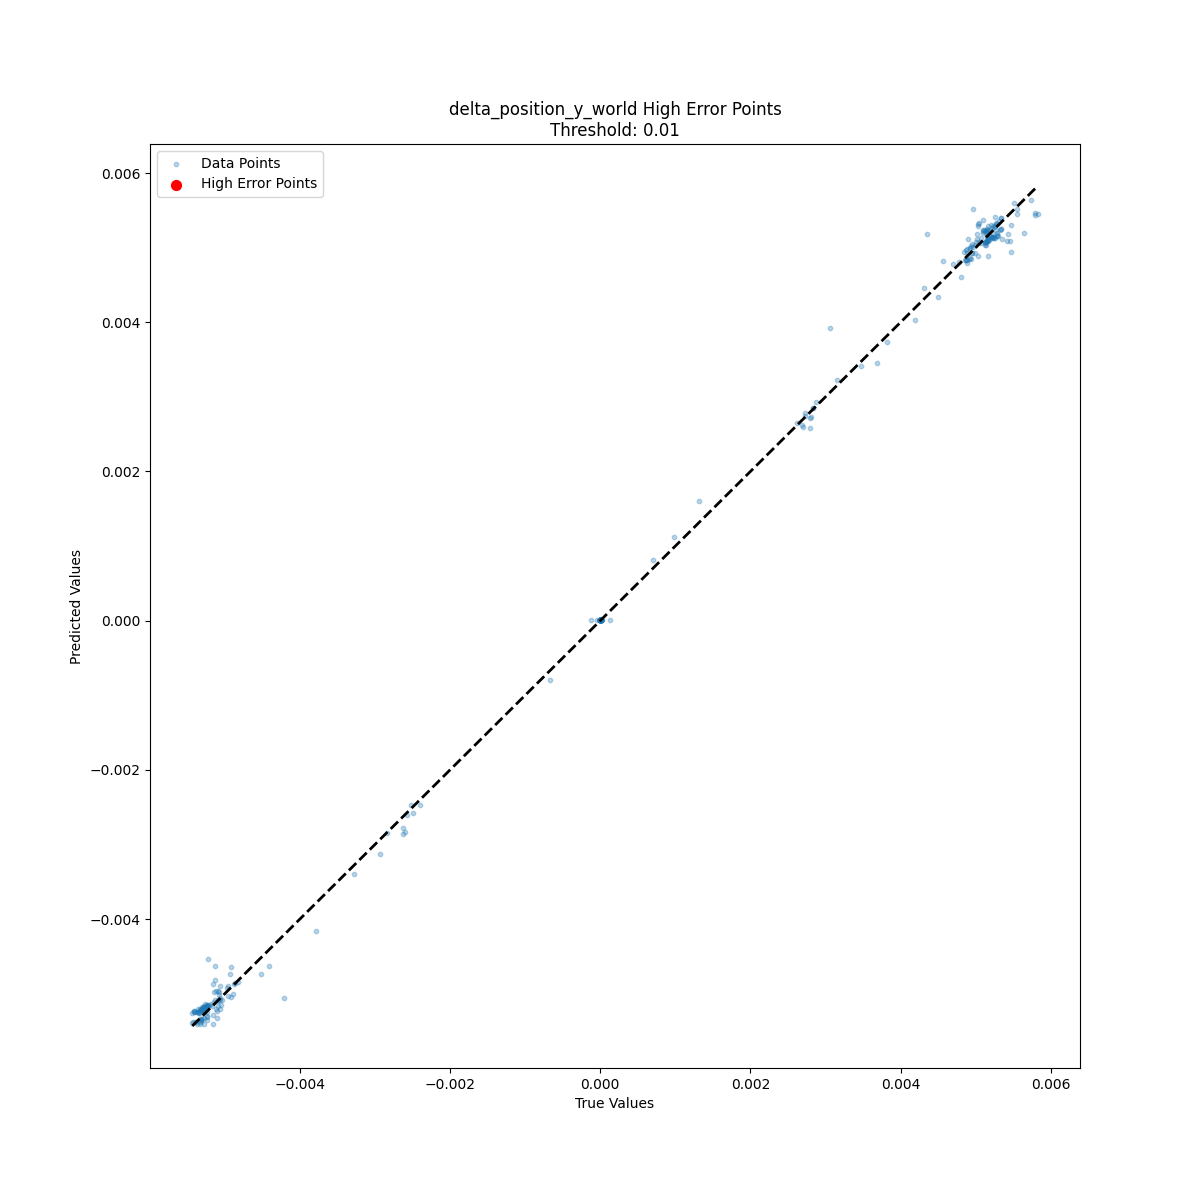 delta_position_y_world High Error Points
Threshold: 0.01
Data Points
High Error Points
0.006
0.004
0.002
0.000
−0.002
−0.004
Predicted Values
−0.004 −0.002 0.000 0.002 0.004 0.006
True Values